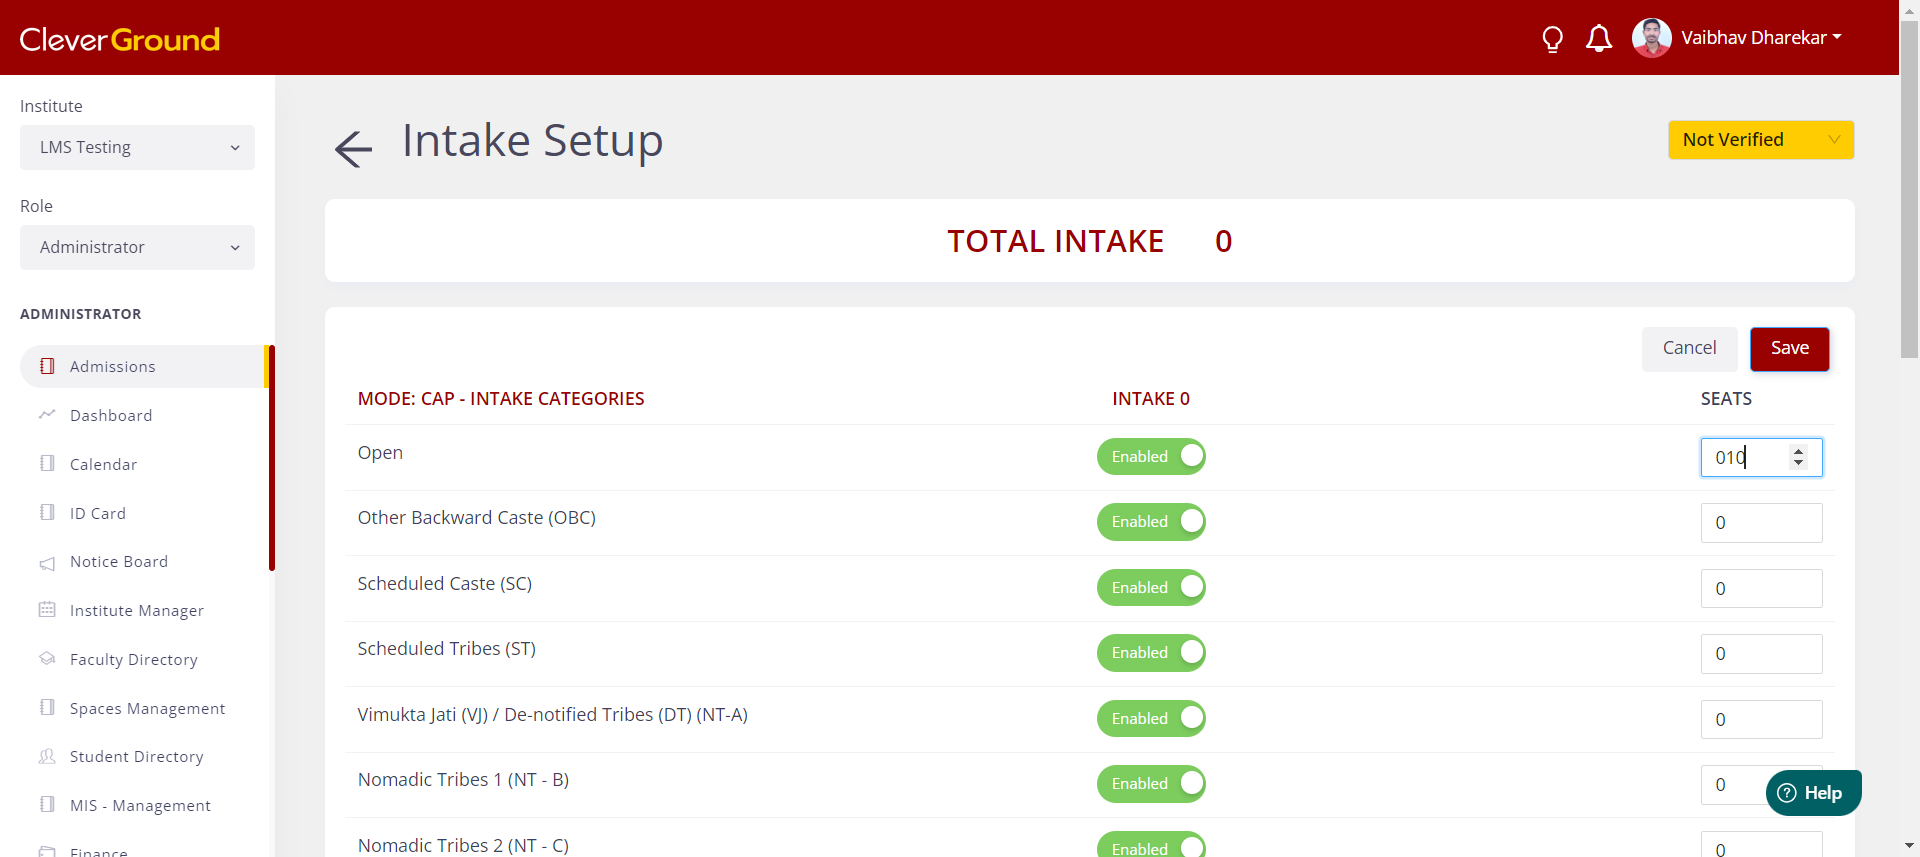 CleverGround
Vaibhav Dharekar
Institute
LMS Testing
Role
Administrator
ADMINISTRATOR
Admissions
Dashboard
Calendar
ID Card
Notice Board
Institute Manager
Faculty Directory
Spaces Management
Student Directory
MIS - Management
Finance
Intake Setup
Not Verified
TOTAL INTAKE 0
Cancel Save
MODE: CAP - INTAKE CATEGORIES INTAKE 0 SEATS
Open Enabled 010
Other Backward Caste (OBC) Enabled 0
Scheduled Caste (SC) Enabled 0
Scheduled Tribes (ST) Enabled 0
Vimukta Jati (VJ) / De-notified Tribes (DT) (NT-A) Enabled 0
Nomadic Tribes 1 (NT - B) Enabled 0
Nomadic Tribes 2 (NT - C) Enabled 0
Help